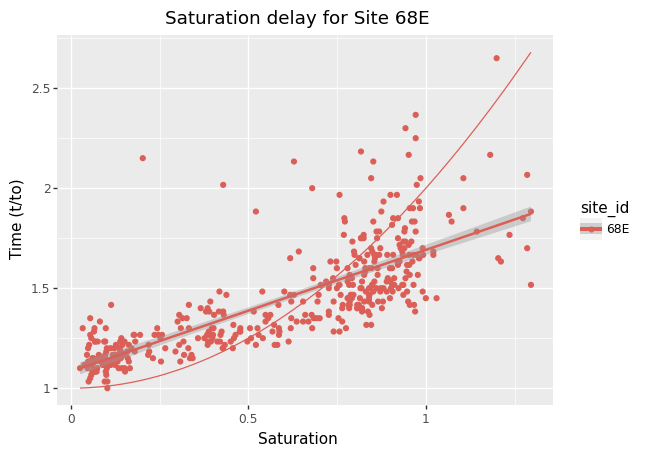 Saturation delay for Site 68E
Time (t/to)
2.5
2
1.5
1
0
0.5
1
Saturation
site_id
68E